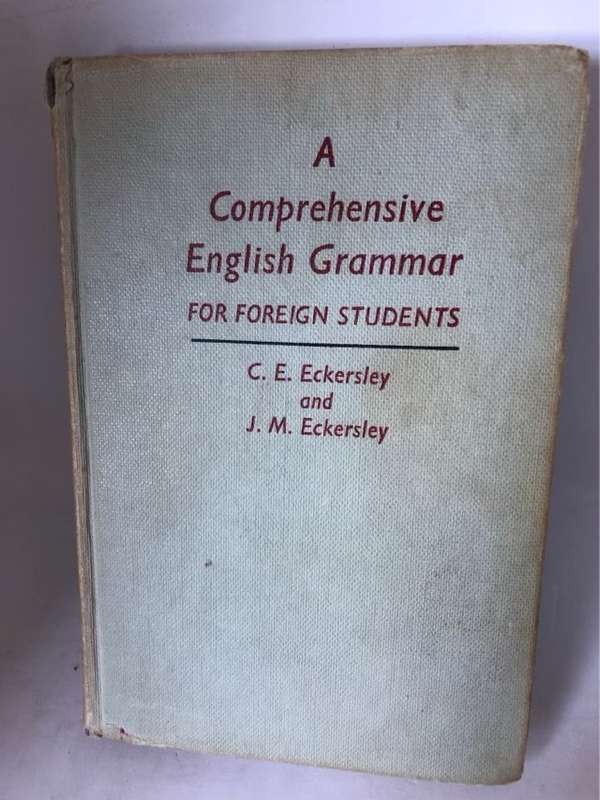 A
Comprehensive
English Grammar
FOR FOREIGN STUDENTS
C. E. Eckersley
and
J. M. Eckersley